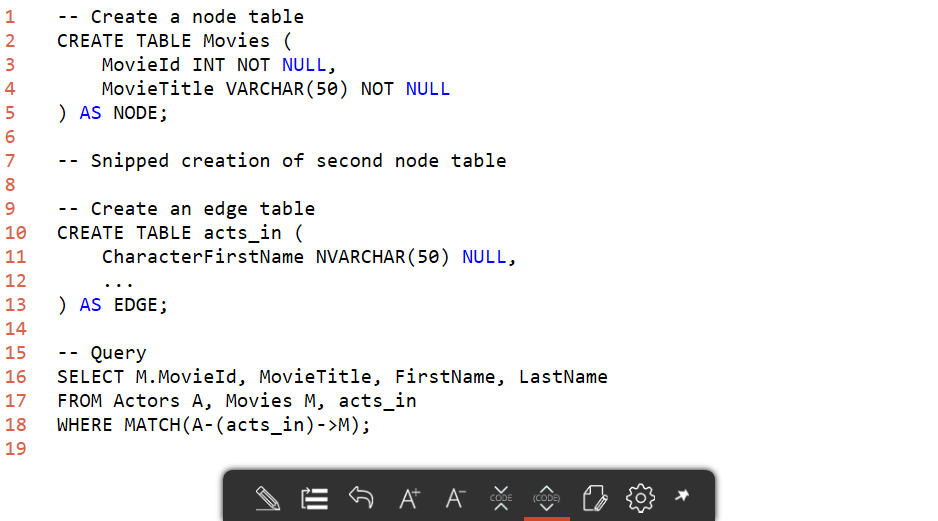 1 -- Create a node table
2 CREATE TABLE Movies (
3     MovieId INT NOT NULL,
4     MovieTitle VARCHAR(50) NOT NULL
5 ) AS NODE;
6
7 -- Snipped creation of second node table
8
9 -- Create an edge table
10 CREATE TABLE acts_in (
11     CharacterFirstName NVARCHAR(50) NULL,
12     ...
13 ) AS EDGE;
14
15 -- Query
16 SELECT M.MovieId, MovieTitle, FirstName, LastName
17 FROM Actors A, Movies M, acts_in
18 WHERE MATCH(A-(acts_in)->M);
19
A+ A- CODE (CODE)